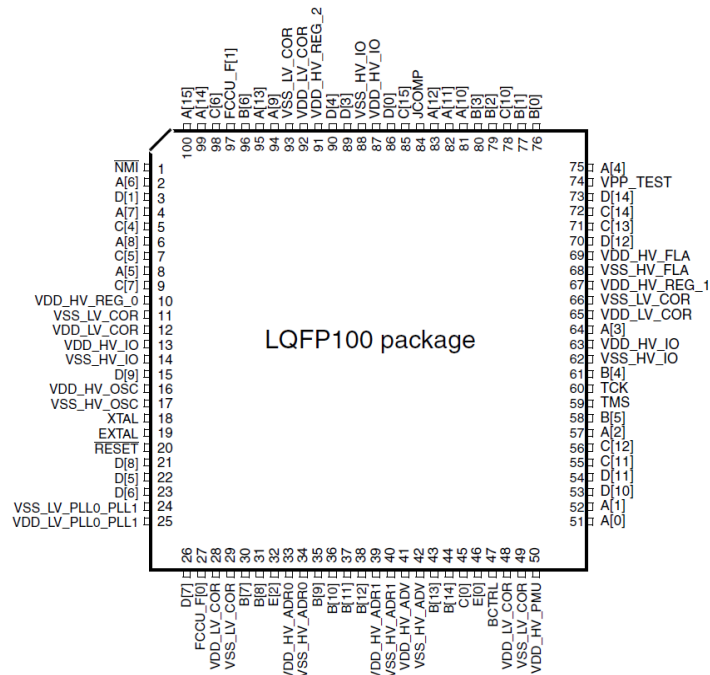 A[15]
A[14]
C[6]
FCCU_F[1]
B[6]
A[13]
A[9]
VSS_LV_COR
VDD_LV_COR
VDD_HV_REG_2
D[4]
D[3]
VSS_HV_IO
VDD_HV_IO
D[0]
C[15]
JCOMP
A[12]
A[11]
A[10]
B[3]
B[2]
C[10]
B[1]
B[0]
100
99
98
97
96
95
94
93
92
91
90
89
88
87
86
85
84
83
82
81
80
79
78
77
76
NMI 1
A[6] 2
D[1] 3
A[7] 4
C[4] 5
A[8] 6
C[5] 7
A[5] 8
C[7] 9
VDD_HV_REG_0 10
VSS_LV_COR 11
VDD_LV_COR 12
VDD_HV_IO 13
VSS_HV_IO 14
D[9] 15
VDD_HV_OSC 16
VSS_HV_OSC 17
XTAL 18
EXTAL 19
RESET 20
D[8] 21
D[5] 22
D[6] 23
VSS_LV_PLL0_PLL1 24
VDD_LV_PLL0_PLL1 25
LQFP100 package
75 A[4]
74 VPP_TEST
73 D[14]
72 C[14]
71 C[13]
70 D[12]
69 VDD_HV_FLA
68 VSS_HV_FLA
67 VDD_HV_REG_1
66 VSS_LV_COR
65 VDD_LV_COR
64 A[3]
63 VDD_HV_IO
62 VSS_HV_IO
61 B[4]
60 TCK
59 TMS
58 B[5]
57 A[2]
56 C[12]
55 C[11]
54 D[11]
53 D[10]
52 A[1]
51 A[0]
26
27
28
29
30
31
32
33
34
35
36
37
38
39
40
41
42
43
44
45
46
47
48
49
50
D[7]
FCCU_F[0]
VDD_LV_COR
VSS_LV_COR
B[7]
B[8]
E[2]
VDD_HV_ADR0
VSS_HV_ADR0
B[9]
B[10]
B[11]
B[12]
VDD_HV_ADR1
VSS_HV_ADR1
VDD_HV_ADV
VSS_HV_ADV
B[13]
B[14]
C[0]
E[0]
BCTRL
VDD_LV_COR
VSS_LV_COR
VDD_HV_PMU